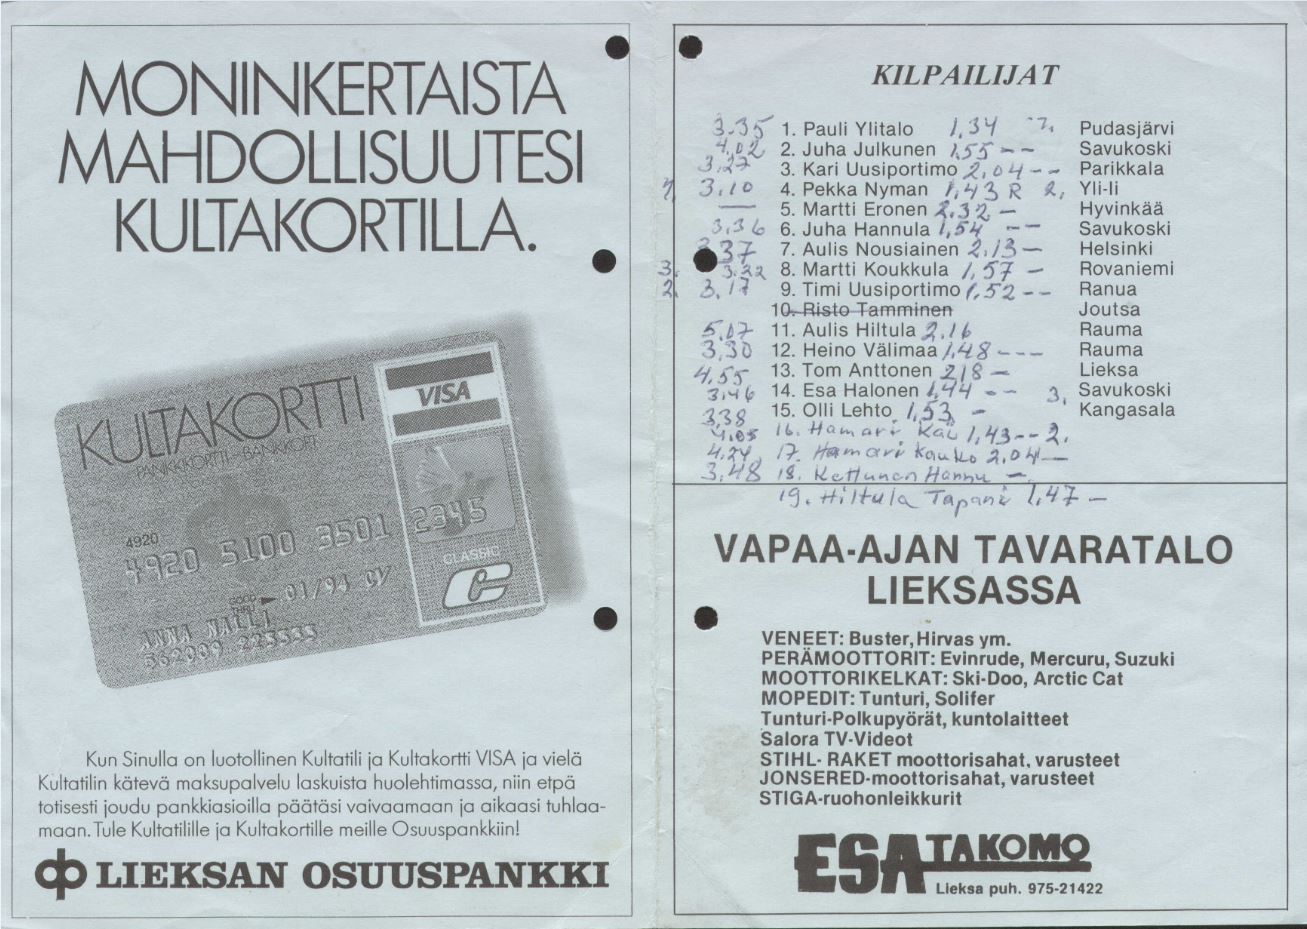 MONINKERTAISTA
MAHDOLLISUUTESI
KULTAKORTILLA.
KULTAKORTTI
PANKKIKORTTI - BANKKORT
VISA
4920
4920 5100 3501 2345
CLASSIC
GOOD THRU 01/94 CV
ANNA MALLI
562009 225555
Kun Sinulla on luotollinen Kultatili ja Kultakortti VISA ja vielä
Kultatilin kätevä maksupalvelu laskuista huolehtimassa, niin etpä
totisesti joudu pankkiasioilla päätäsi vaivaamaan ja aikaasi tuhlaa-
maan. Tule Kultatilille ja Kultakortille meille Osuuspankkiin!
LIEKSAN OSUUSPANKKI
KILPAILIJAT
3.35 1. Pauli Ylitalo 1,34 Pudasjärvi
4,02 2. Juha Julkunen 1,55 -- Savukoski
3,27 3. Kari Uusiportimo 2,04 -- Parikkala
1, 3,10 4. Pekka Nyman 1,43 R 2, Yli-Ii
— 5. Martti Eronen 2,32 — Hyvinkää
3,36 6. Juha Hannula 1,54 -- Savukoski
3,37 7. Aulis Nousiainen 2,13 — Helsinki
3. 3.22 8. Martti Koukkula 1,57 — Rovaniemi
2. 3,17 9. Timi Uusiportimo 1,52 -- Ranua
10. Risto Tamminen Joutsa
5,07 11. Aulis Hiltula 2,16 Rauma
3,30 12. Heino Välimaa 1,48 --- Rauma
4,55 13. Tom Anttonen 2,18 — Lieksa
3,46 14. Esa Halonen 1,44 -- 3, Savukoski
3,38 15. Olli Lehto 1,53 — Kangasala
4,05 16. Hamari 1,43 -- 2.
4,24 17. Hamari Kauko 2,04 —
3,48 18. Kettunen Hannu —
19. Hiltula Tapani 1,47 —
VAPAA-AJAN TAVARATALO
LIEKSASSA
VENEET: Buster, Hirvas ym.
PERÄMOOTTORIT: Evinrude, Mercuru, Suzuki
MOOTTORIKELKAT: Ski-Doo, Arctic Cat
MOPEDIT: Tunturi, Solifer
Tunturi-Polkupyörät, kuntolaitteet
Salora TV-Videot
STIHL- RAKET moottorisahat, varusteet
JONSERED-moottorisahat, varusteet
STIGA-ruohonleikkurit
ESA TAKOMO
Lieksa puh. 975-21422